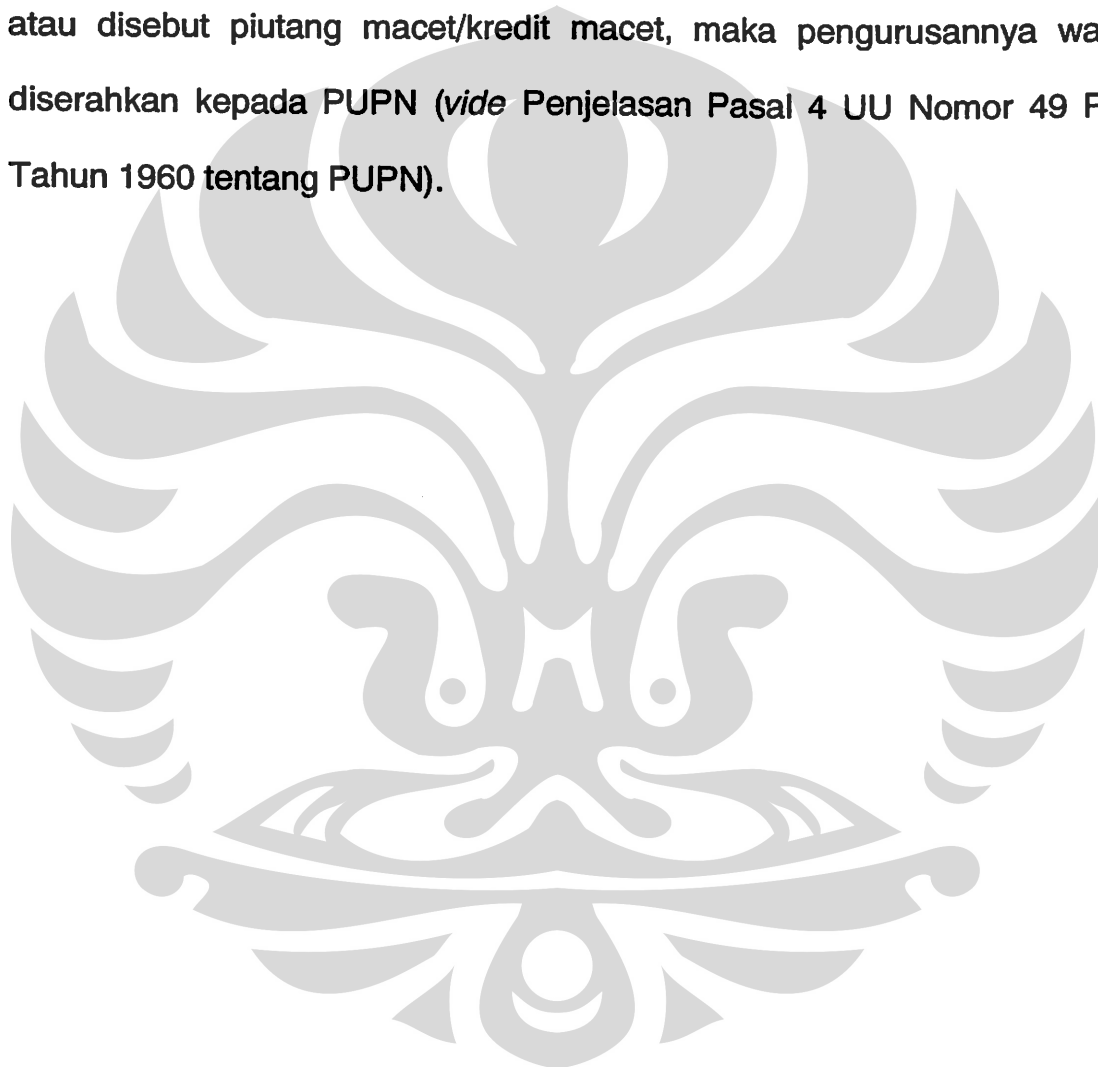 atau disebut piutang macet/kredit macet, maka pengurusannya wa
diserahkan kepada PUPN (vide Penjelasan Pasal 4 UU Nomor 49 P
Tahun 1960 tentang PUPN).